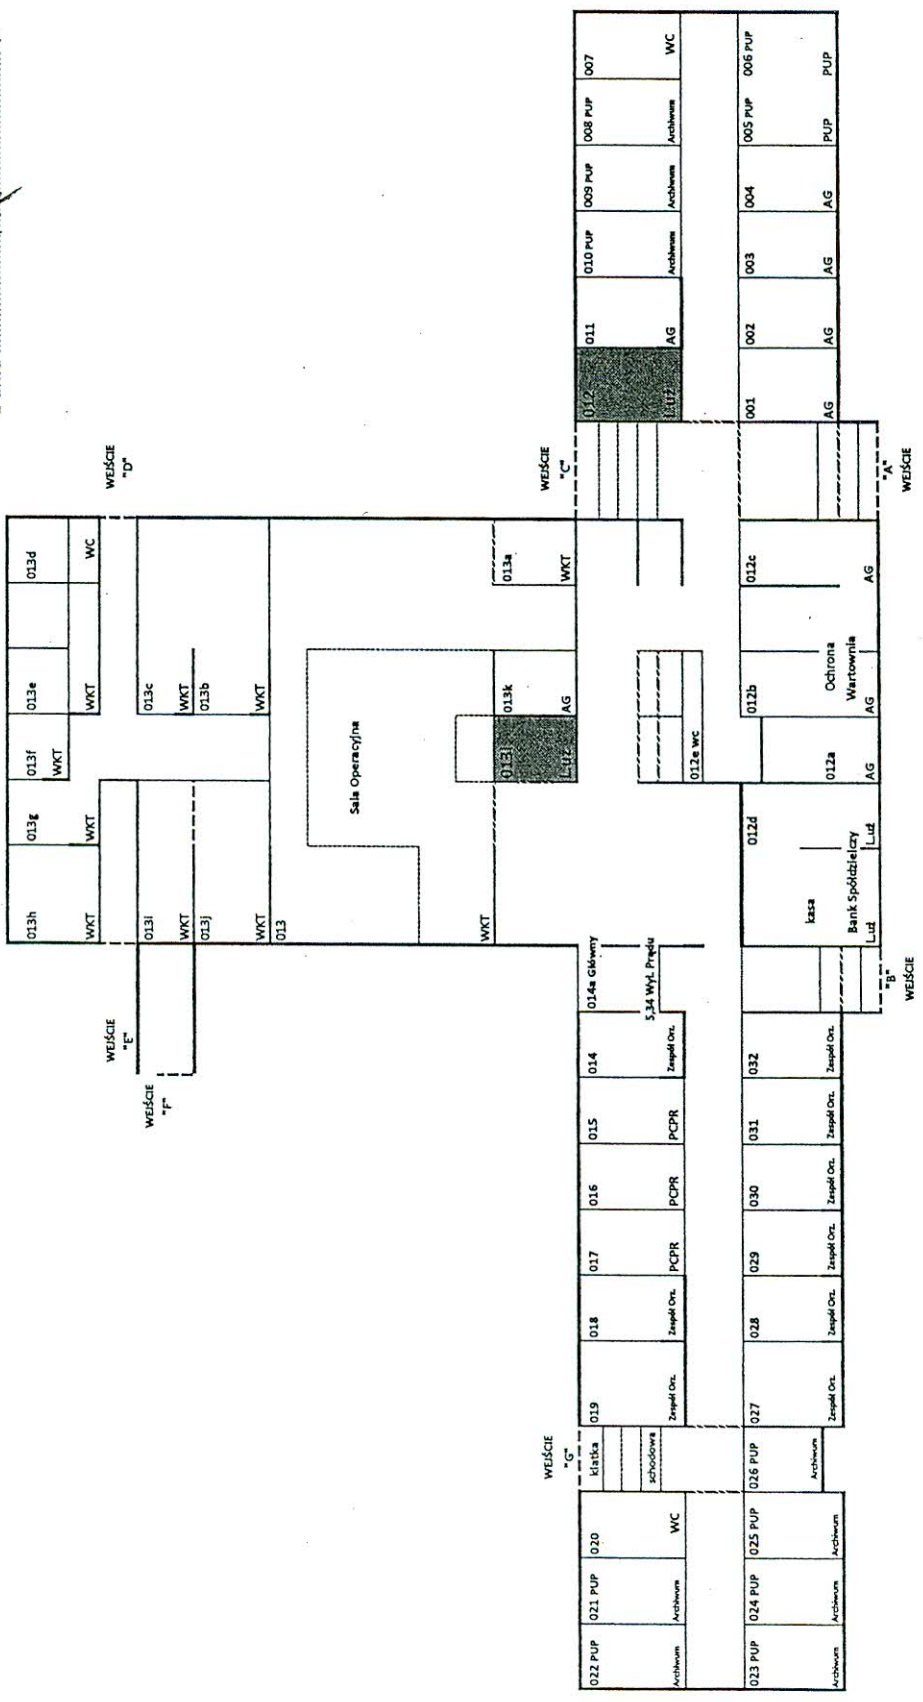 013h
WKT
013g
WKT
013f
WKT
013e
WKT
013d
WC
WEJŚCIE
"D"
WEJŚCIE
"E"
WEJŚCIE
"F"
013i
WKT
013j
WKT
013c
WKT
013b
WKT
013
WKT
Sala Operacyjna
013l
Luz
013k
AG
013a
WKT
WEJŚCIE
"G"
WEJŚCIE
"C"
022 PUP
Archiwum
021 PUP
Archiwum
020
WC
klatka
schodowa
019
Zespół Orz.
018
Zespół Orz.
017
PCPR
016
PCPR
015
PCPR
014
Zespół Orz.
014a Główny
5,34 Wył. Prądu
012
Luz
011
AG
010 PUP
Archiwum
009 PUP
Archiwum
008 PUP
Archiwum
007
WC
012e wc
023 PUP
Archiwum
024 PUP
Archiwum
025 PUP
Archiwum
026 PUP
Archiwum
027
Zespół Orz.
028
Zespół Orz.
029
Zespół Orz.
030
Zespół Orz.
031
Zespół Orz.
032
Zespół Orz.
012d
kasa
Bank Spółdzielczy
Luz
Luz
012a
AG
012b
AG
Ochrona
Wartownia
012c
AG
001
AG
002
AG
003
AG
004
AG
005 PUP
PUP
006 PUP
PUP
"B"
WEJŚCIE
"A"
WEJŚCIE